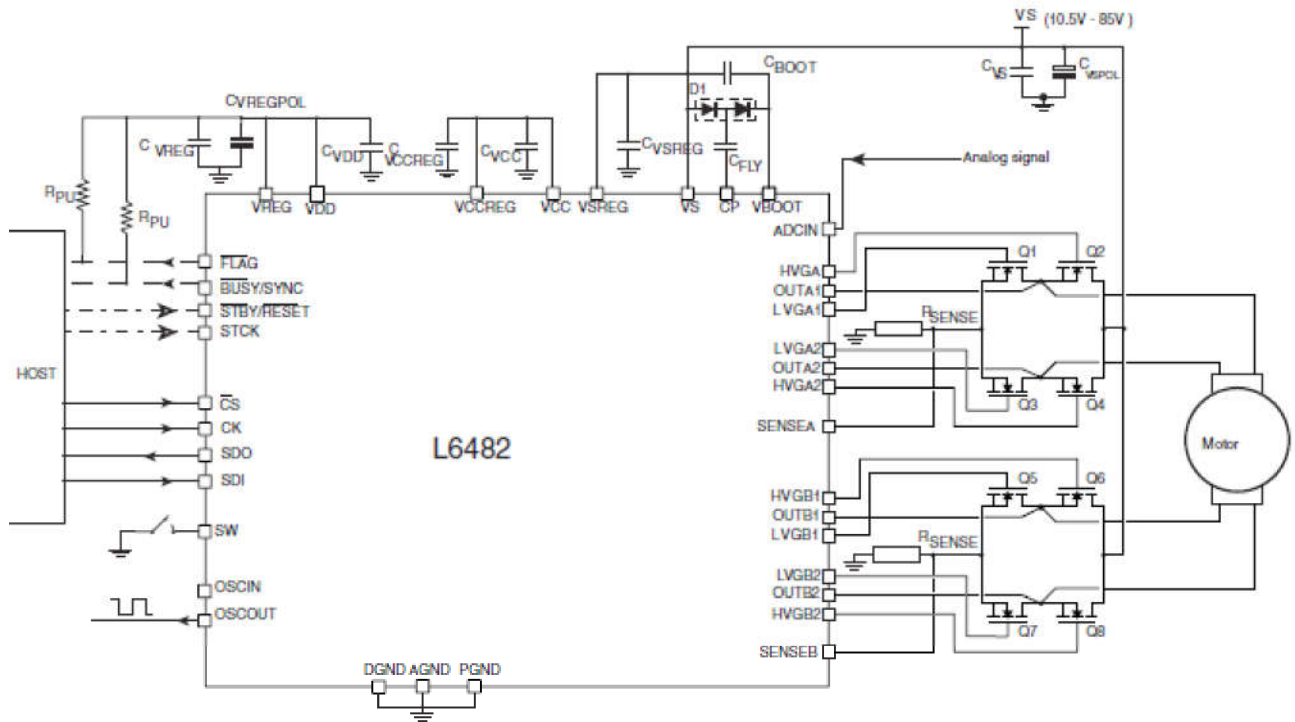 VS (10.5V - 85V )
CBOOT
CVS
CVSPOL
D1
CVREGPOL
CVREG
CVDD
CVCCREG
CVCC
CVSREG
CFLY
Analog signal
RPU
RPU
VREG
VDD
VCCREG
VCC
VSREG
VS
CP
VBOOT
ADCIN
HOST
FLAG
BUSY/SYNC
STBY/RESET
STCK
CS
CK
SDO
SDI
SW
OSCIN
OSCOUT
L6482
HVGA
OUTA1
LVGA1
RSENSE
LVGA2
OUTA2
HVGA2
SENSEA
Q1
Q2
Q3
Q4
Motor
HVGB1
OUTB1
LVGB1
RSENSE
LVGB2
OUTB2
HVGB2
SENSEB
Q5
Q6
Q7
Q8
DGND AGND PGND